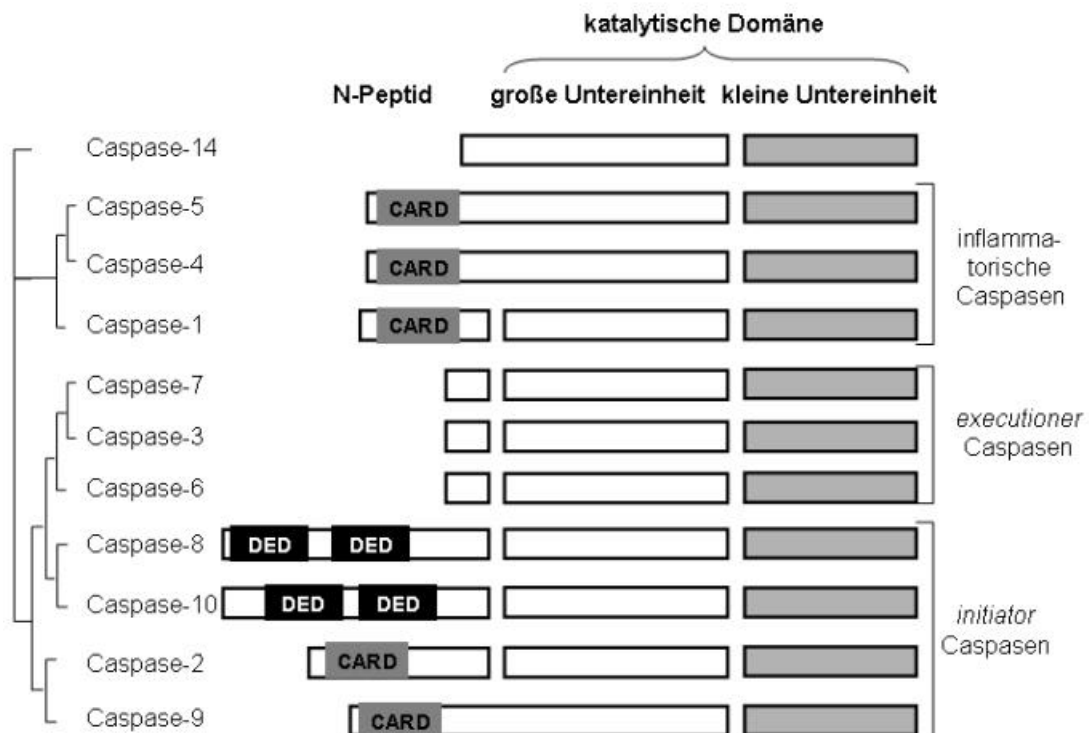 katalytische Domäne
N-Peptid große Untereinheit kleine Untereinheit
Caspase-14
Caspase-5 CARD
Caspase-4 CARD
inflamma-
torische
Caspasen
Caspase-1 CARD
Caspase-7
Caspase-3
executioner
Caspasen
Caspase-6
Caspase-8 DED DED
Caspase-10 DED DED
initiator
Caspasen
Caspase-2 CARD
Caspase-9 CARD